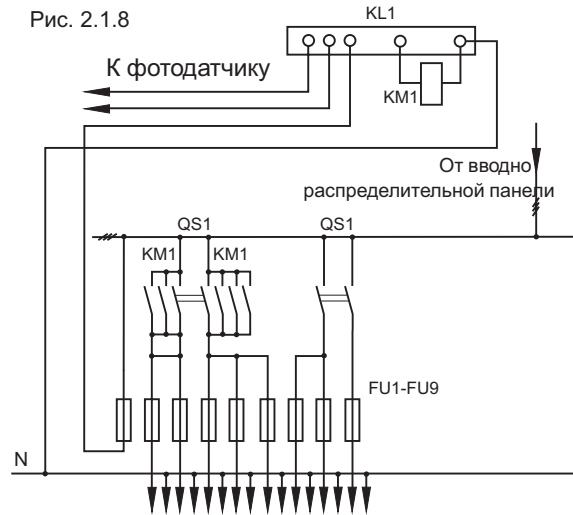 Рис. 2.1.8
KL1
К фотодатчику
KM1
От вводно
распределительной панели
QS1
QS1
KM1
KM1
FU1-FU9
N